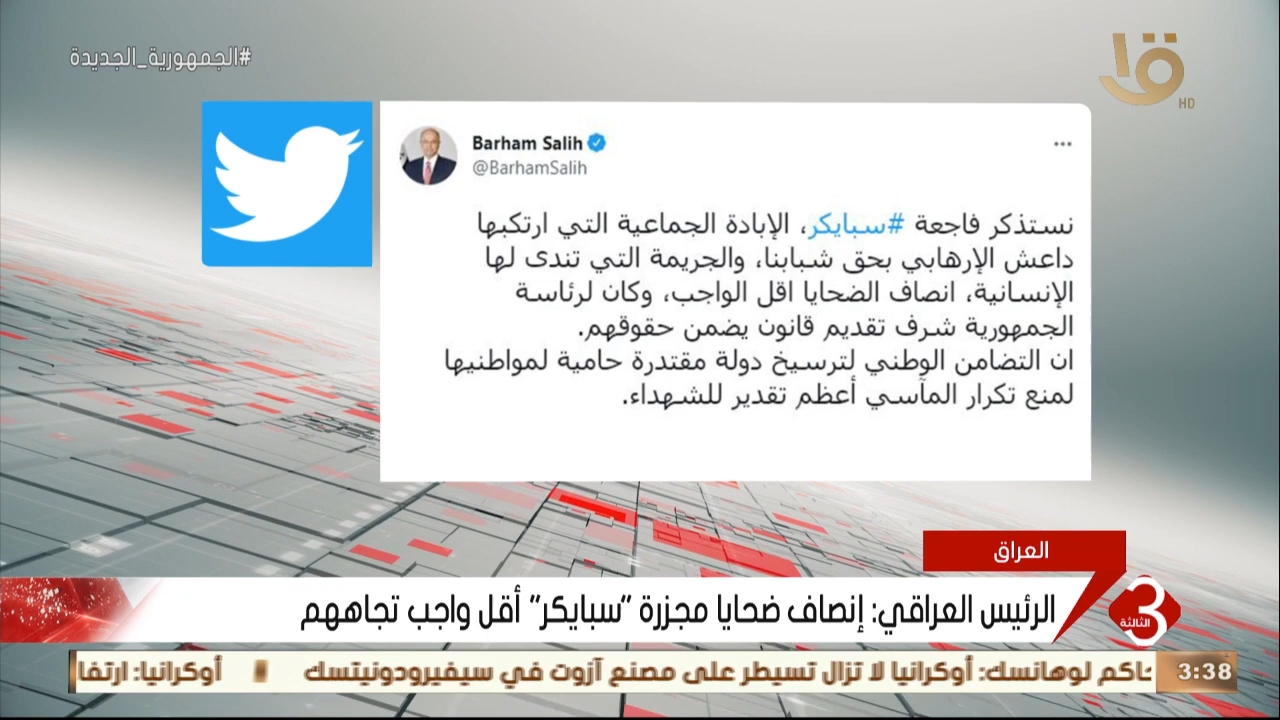 #الجمهورية_الجديدة
HD
Barham Salih
@BarhamSalih
نستذكر فاجعة #سبايكر، الإبادة الجماعية التي ارتكبها
داعش الإرهابي بحق شبابنا، والجريمة التي تندى لها
الإنسانية، انصاف الضحايا اقل الواجب، وكان لرئاسة
الجمهورية شرف تقديم قانون يضمن حقوقهم.
ان التضامن الوطني لترسيخ دولة مقتدرة حامية لمواطنيها
لمنع تكرار المآسي أعظم تقدير للشهداء.
العراق
الرئيس العراقي: إنصاف ضحايا مجزرة "سبايكر" أقل واجب تجاههم
3 الثالثة
3:38 حاكم لوهانسك: أوكرانيا لا تزال تسيطر على مصنع آزوت في سيفيرودونيتسك أوكرانيا: ارتفا